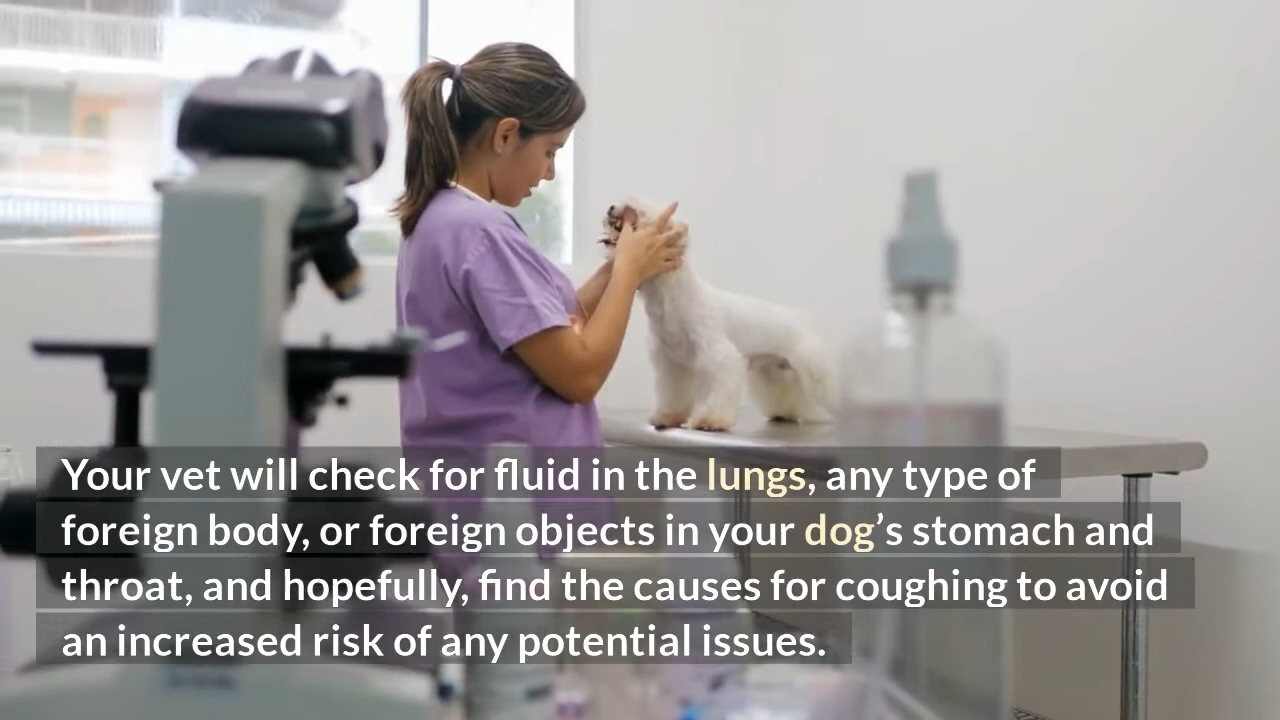 Your vet will check for fluid in the lungs, any type of
foreign body, or foreign objects in your dog’s stomach and
throat, and hopefully, find the causes for coughing to avoid
an increased risk of any potential issues.